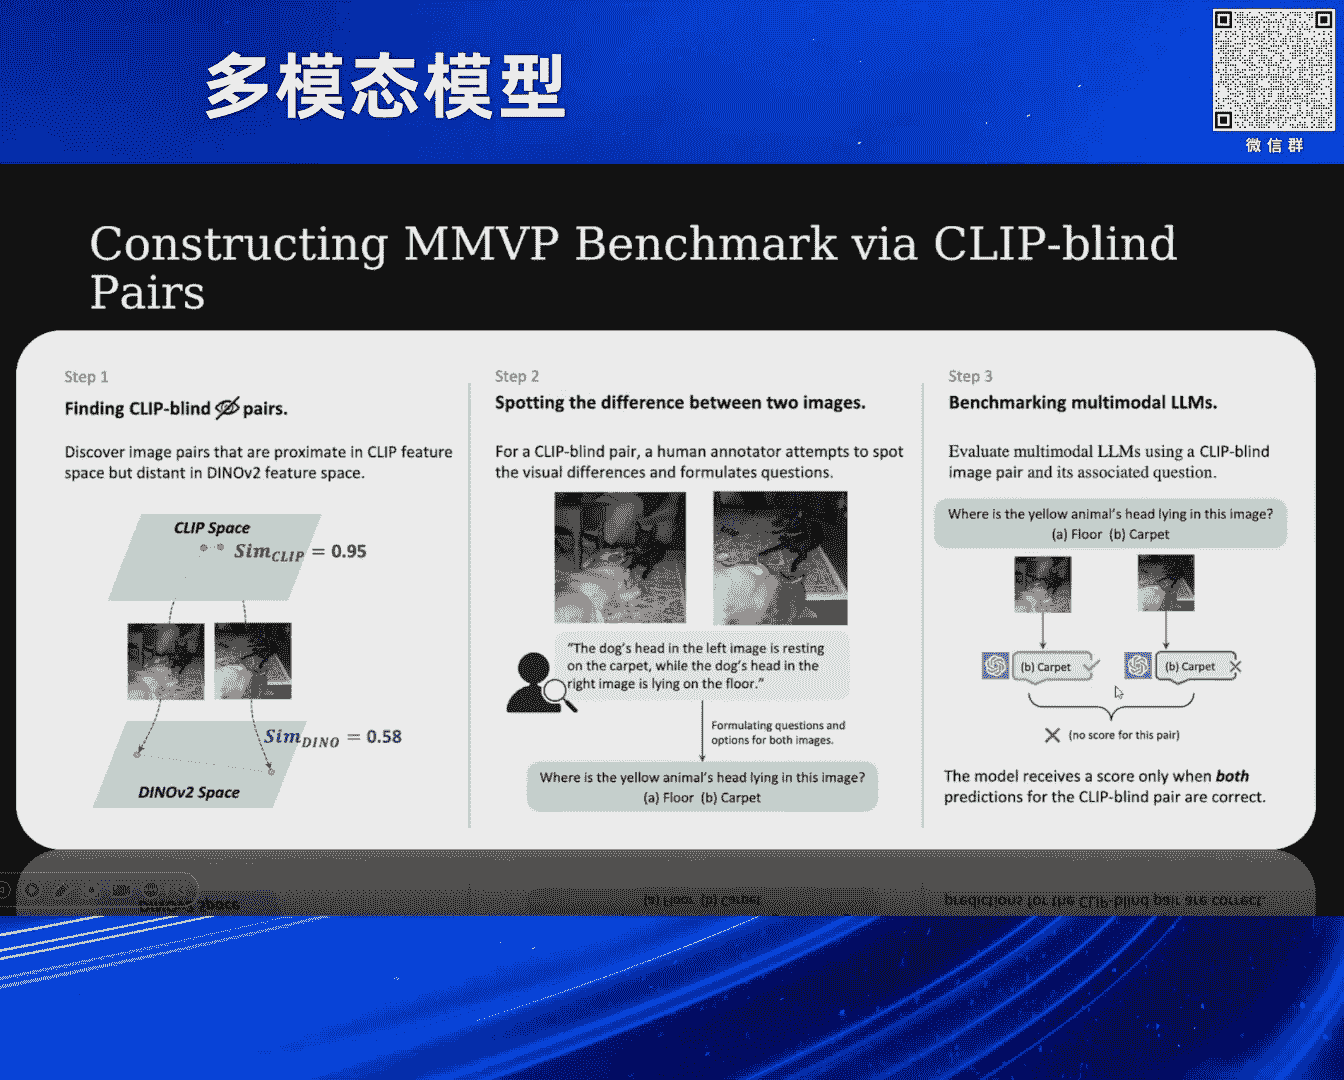 多模态模型
微信群
Constructing MMVP Benchmark via CLIP-blind
Pairs
Step 1
Finding CLIP-blind pairs.
Discover image pairs that are proximate in CLIP feature
space but distant in DINOv2 feature space.
CLIP Space
Sim_CLIP = 0.95
Sim_DINO = 0.58
DINOv2 Space
Step 2
Spotting the difference between two images.
For a CLIP-blind pair, a human annotator attempts to spot
the visual differences and formulates questions.
"The dog's head in the left image is resting
on the carpet, while the dog's head in the
right image is lying on the floor."
Formulating questions and
options for both images.
Where is the yellow animal's head lying in this image?
(a) Floor (b) Carpet
Step 3
Benchmarking multimodal LLMs.
Evaluate multimodal LLMs using a CLIP-blind
image pair and its associated question.
Where is the yellow animal's head lying in this image?
(a) Floor (b) Carpet
(b) Carpet
(b) Carpet
(no score for this pair)
The model receives a score only when both
predictions for the CLIP-blind pair are correct.